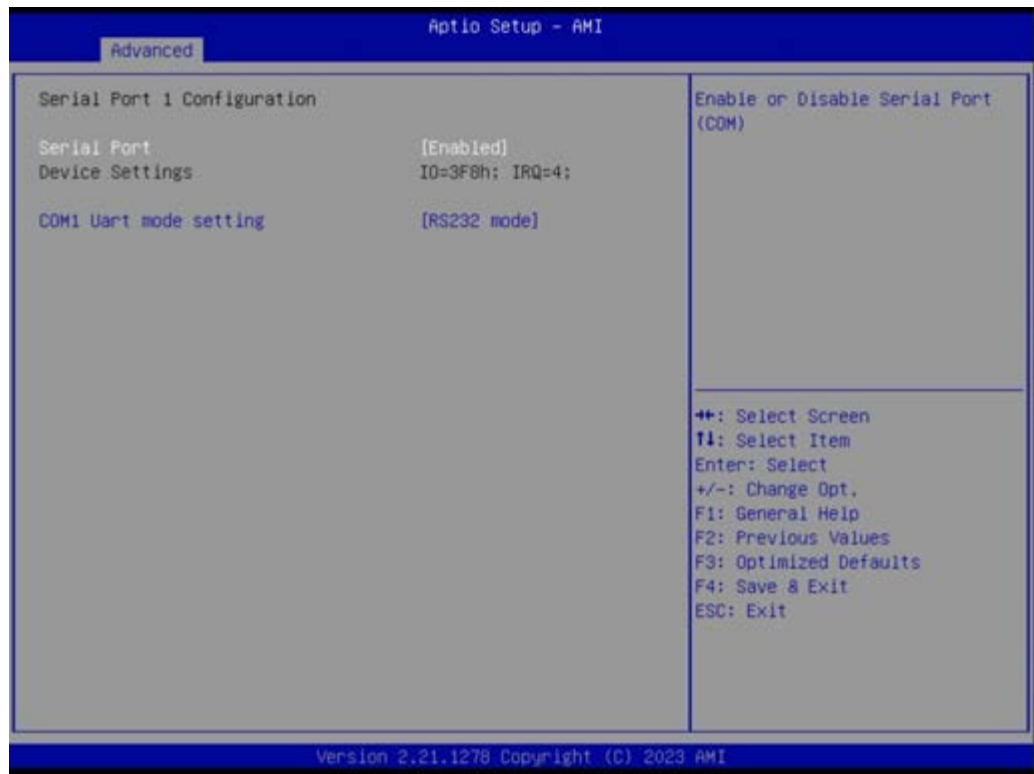 Aptio Setup - AMI
Advanced
Serial Port 1 Configuration
Serial Port [Enabled]
Device Settings IO=3F8h; IRQ=4;
COM1 Uart mode setting [RS232 mode]
Enable or Disable Serial Port
(COM)
→←: Select Screen
↑↓: Select Item
Enter: Select
+/-: Change Opt.
F1: General Help
F2: Previous Values
F3: Optimized Defaults
F4: Save & Exit
ESC: Exit
Version 2.21.1278 Copyright (C) 2023 AMI